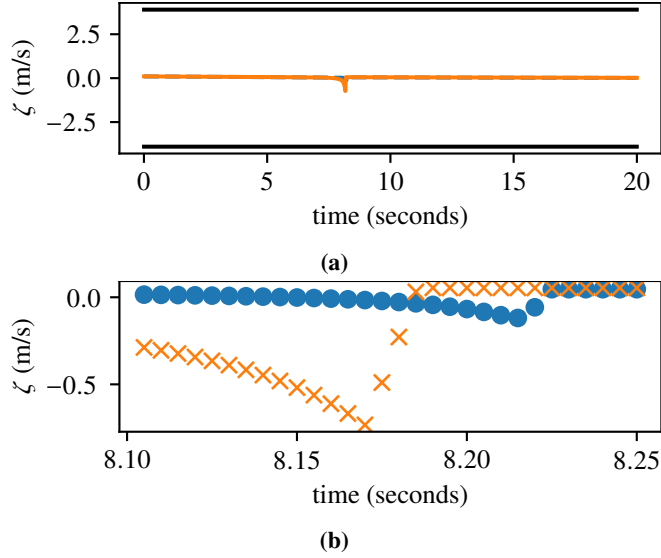 2.5
0.0
−2.5
ζ (m/s)
0 5 10 15 20
time (seconds)
(a)
0.0
−0.5
ζ (m/s)
8.10 8.15 8.20 8.25
time (seconds)
(b)